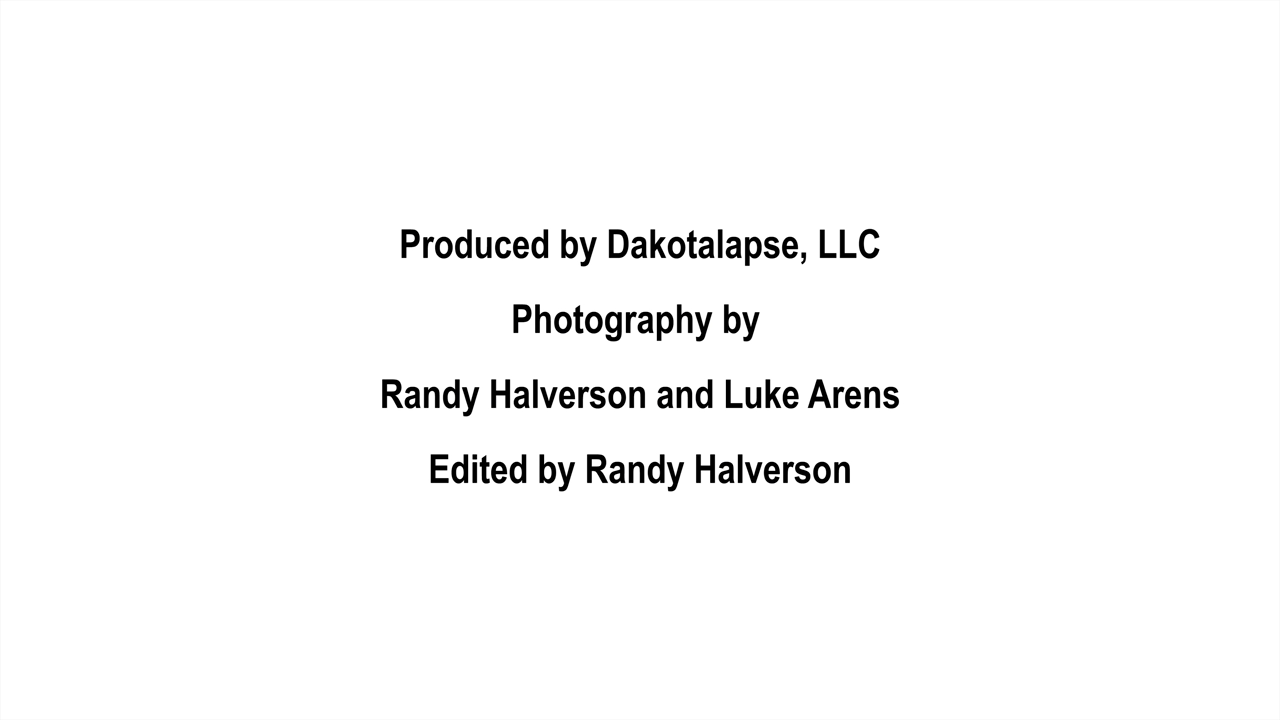 Produced by Dakotalapse, LLC
Photography by
Randy Halverson and Luke Arens
Edited by Randy Halverson